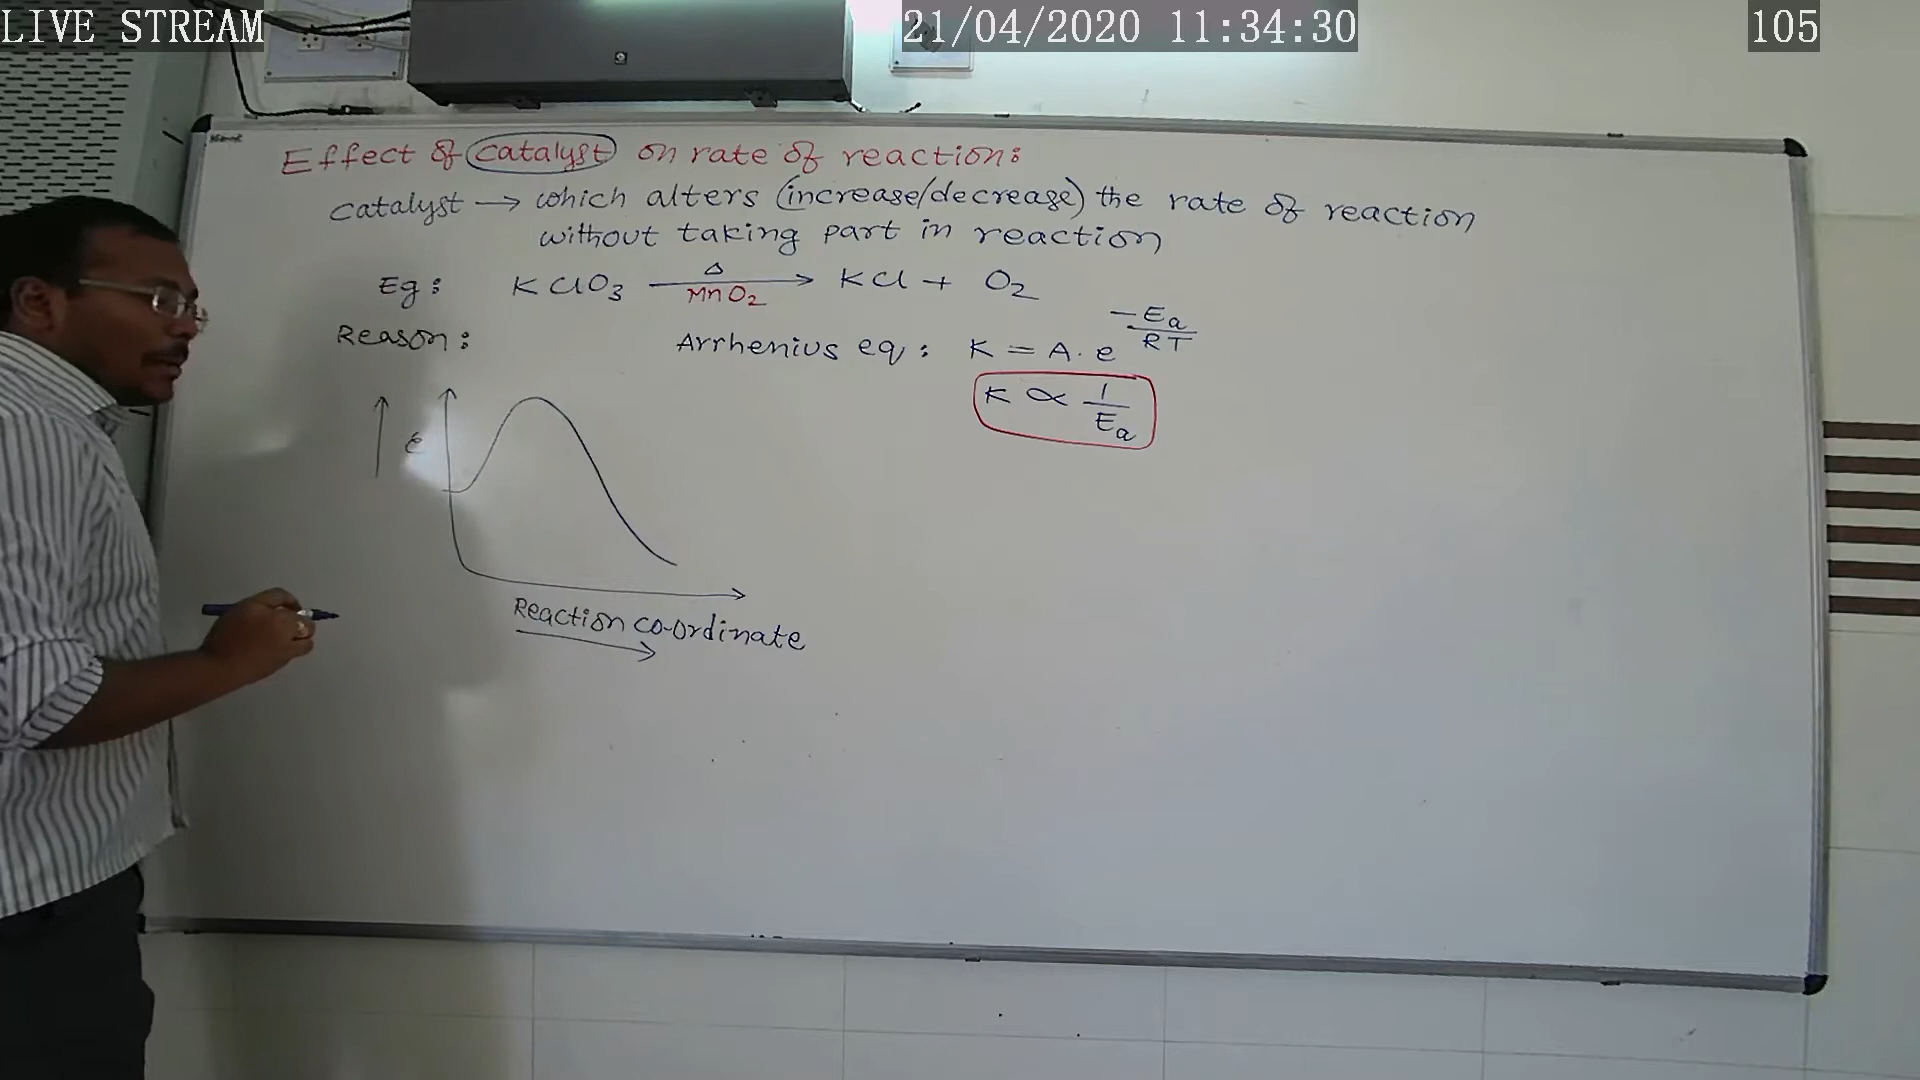 LIVE STREAM 21/04/2020 11:34:30 105
Effect of catalyst on rate of reaction:
catalyst → which alters (increase/decrease) the rate of reaction
without taking part in reaction
Eg: KClO₃ —Δ/MnO₂→ KCl + O₂
Reason: Arrhenius eq: K = A. e^(-Ea/RT)
K ∝ 1/Ea
E
Reaction co-ordinate